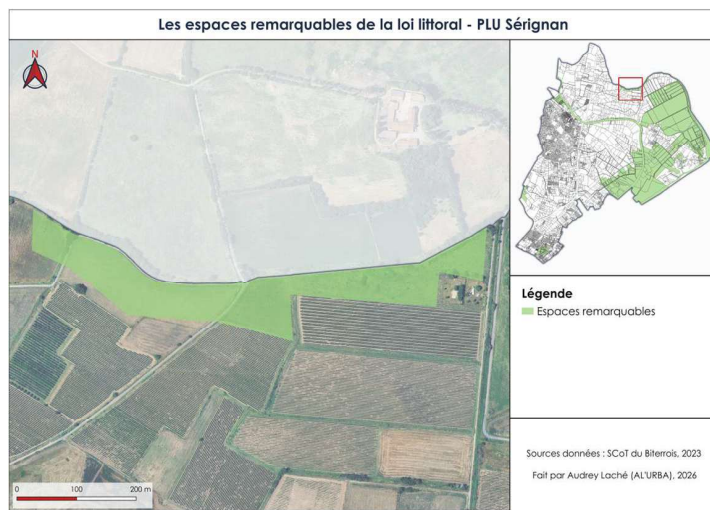 Les espaces remarquables de la loi littoral - PLU Sérignan
N
Légende
Espaces remarquables
0 100 200 m
Sources données : SCoT du Biterrois, 2023
Fait par Audrey Laché (AL'URBA), 2026